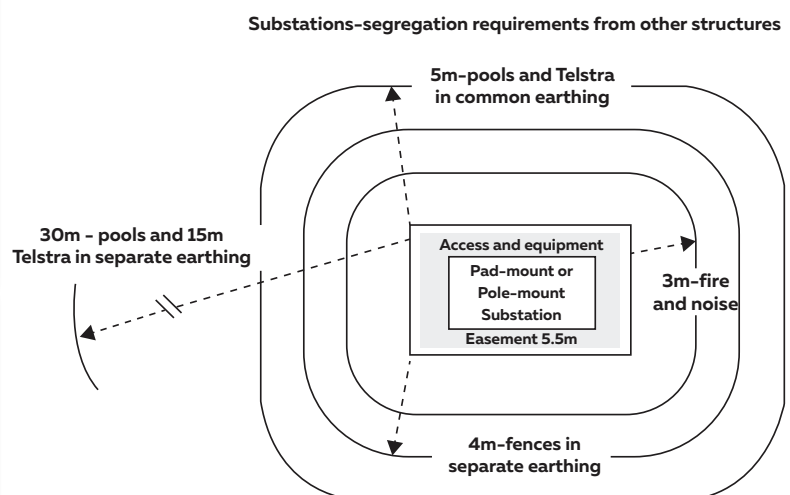 Substations-segregation requirements from other structures
5m-pools and Telstra
in common earthing
30m - pools and 15m
Telstra in separate earthing
Access and equipment
Pad-mount or
Pole-mount
Substation
Easement 5.5m
3m-fire
and noise
4m-fences in
separate earthing